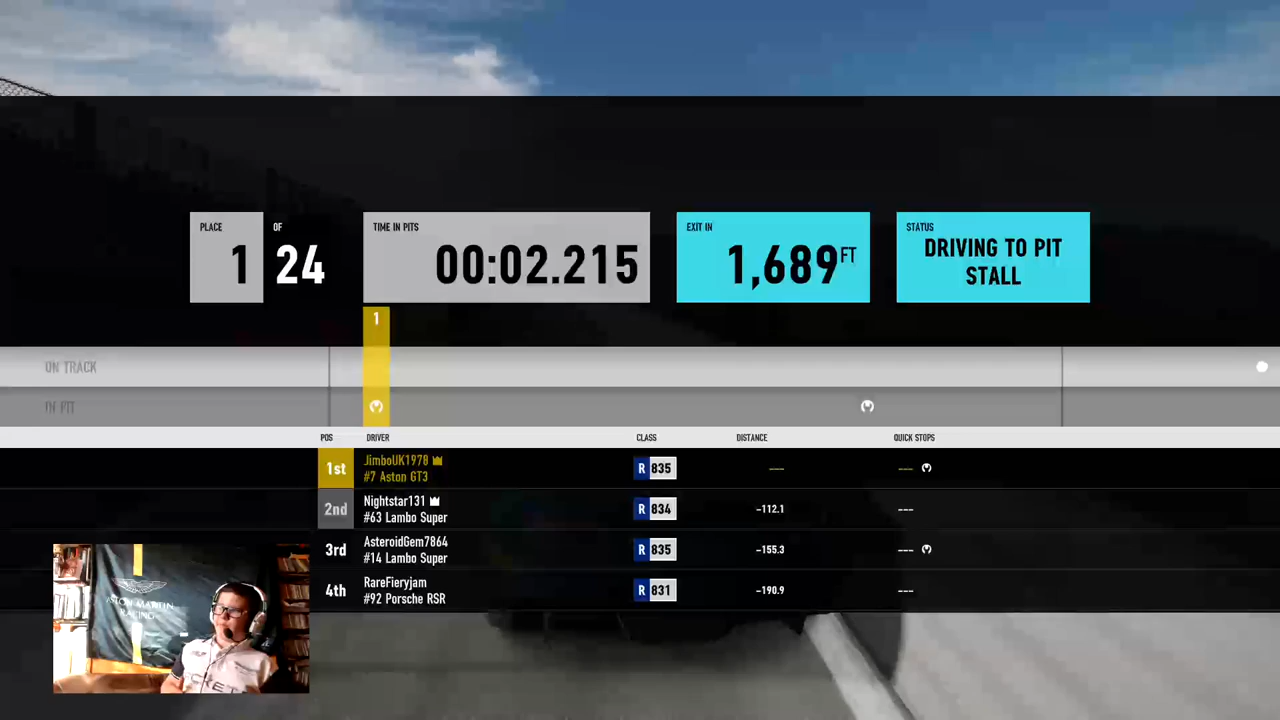 PLACE
1
OF
24
TIME IN PITS
00:02.215
EXIT IN
1,689 FT
STATUS
DRIVING TO PIT
STALL
1
ON TRACK
IN PIT
POS DRIVER CLASS DISTANCE QUICK STOPS
1st JimboUK1978 R 835 --- ---
#7 Aston GT3
2nd Nightstar131 R 834 -112.1 ---
#63 Lambo Super
3rd AsteroidGem7864 R 835 -155.3 ---
#14 Lambo Super
4th RareFieryjam R 831 -190.9 ---
#92 Porsche RSR
ASTON MARTIN
RACING